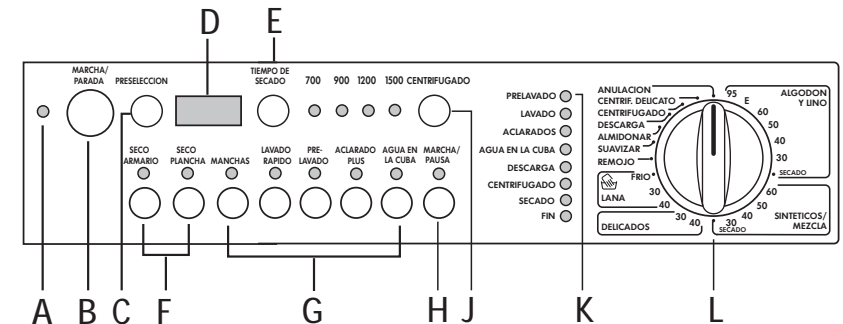 D
E
MARCHA/
PARADA
PRESELECCION
TIEMPO DE
SECADO
700 900 1200 1500 CENTRIFUGADO
SECO
ARMARIO
SECO
PLANCHA
MANCHAS
LAVADO
RAPIDO
PRE-
LAVADO
ACLARADO
PLUS
AGUA EN
LA CUBA
MARCHA/
PAUSA
PRELAVADO
LAVADO
ACLARADOS
AGUA EN LA CUBA
DESCARGA
CENTRIFUGADO
SECADO
FIN
ANULACION
CENTRIF. DELICATO
CENTRIFUGADO
DESCARGA
ALMIDONAR
SUAVIZAR
REMOJO
FRIO
30
40
LANA
DELICADOS
30
40
95
E
60
50
40
30
SECADO
ALGODON
Y LINO
60
50
40
30
SECADO
SINTETICOS/
MEZCLA
A B C F G H J K L